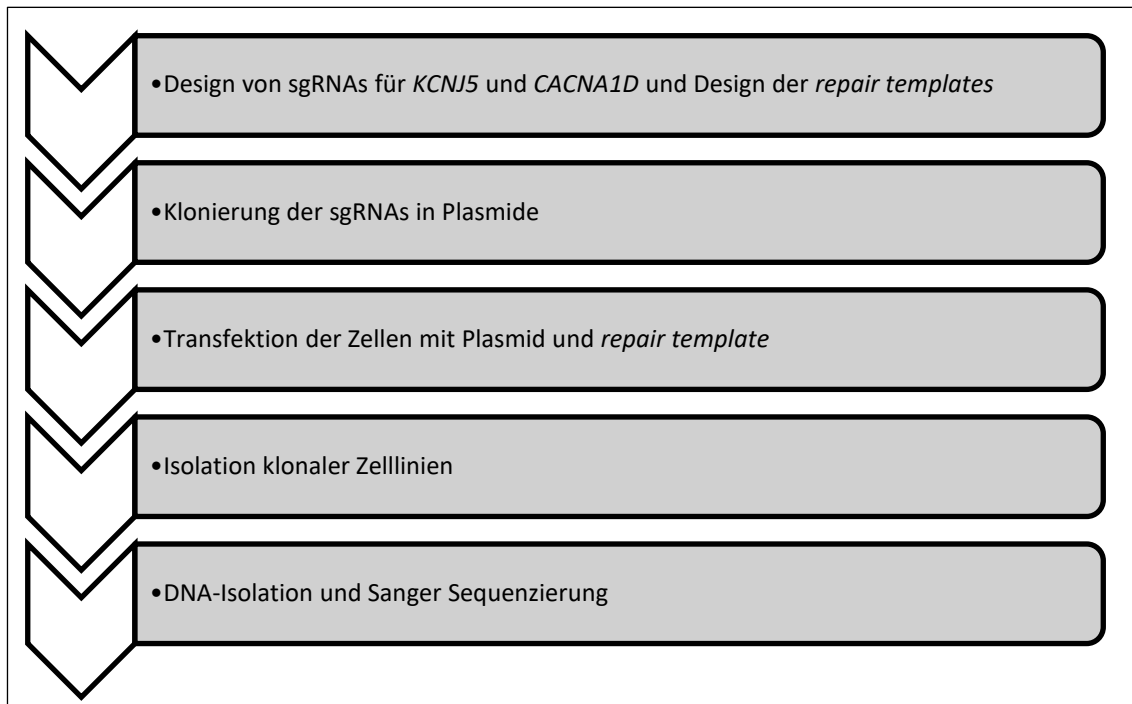 •Design von sgRNAs für KCNJ5 und CACNA1D und Design der repair templates
•Klonierung der sgRNAs in Plasmide
•Transfektion der Zellen mit Plasmid und repair template
•Isolation klonaler Zelllinien
•DNA-Isolation und Sanger Sequenzierung